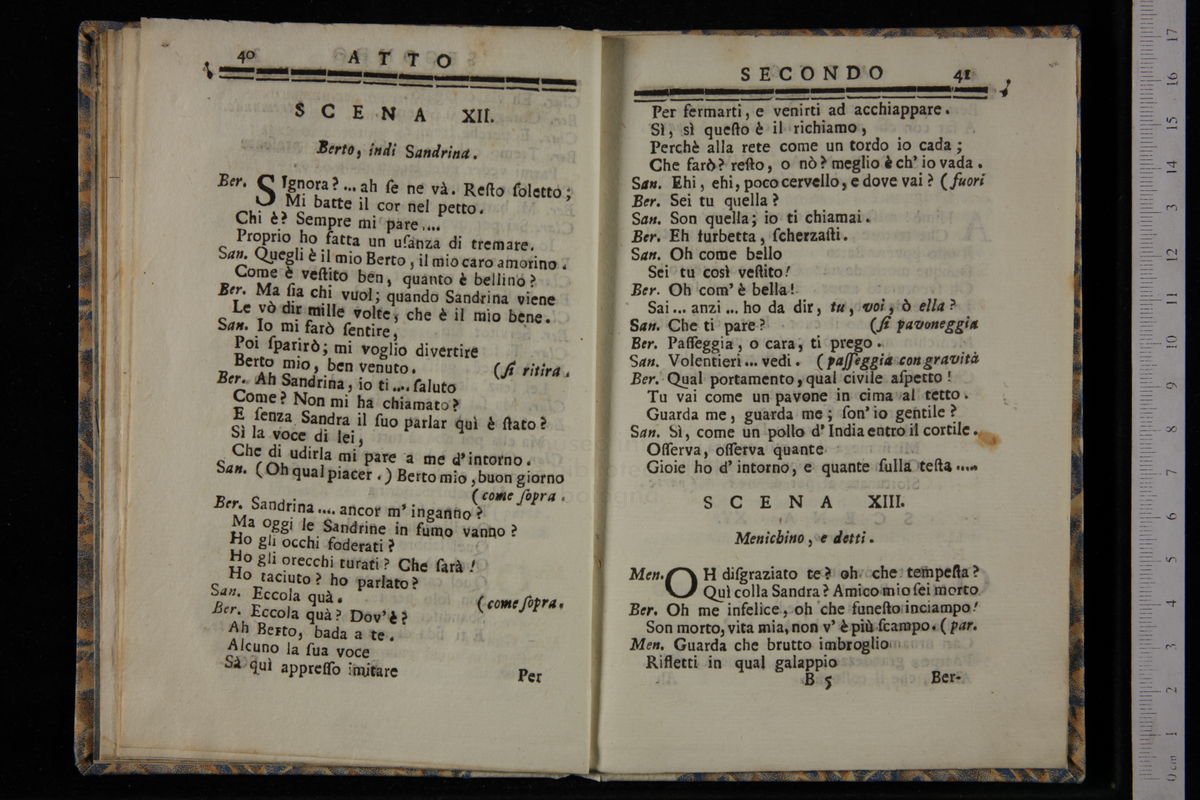 40 ATTO
SCENA XII.
Berto, indi Sandrina.
Ber. SIgnora?... ah ſe ne và. Reſto ſoletto;
Mi batte il cor nel petto.
Chi è? Sempre mi pare....
Proprio ho fatta un uſanza di tremare.
San. Quegli è il mio Berto, il mio caro amorino.
Come è veſtito ben, quanto è bellino?
Ber. Ma ſia chi vuol; quando Sandrina viene
Le vò dir mille volte, che è il mio bene.
San. Io mi farò ſentire,
Poi ſparirò; mi voglio divertire
Berto mio, ben venuto. (ſi ritira.
Ber. Ah Sandrina, io ti.... ſaluto
Come? Non mi ha chiamato?
E ſenza Sandra il ſuo parlar quì è ſtato?
Sì la voce di lei,
Che di udirla mi pare a me d'intorno.
San. (Oh qual piacer.) Berto mio, buon giorno
(come ſopra.
Ber. Sandrina.... ancor m'inganno?
Ma oggi le Sandrine in fumo vanno?
Ho gli occhi foderati?
Ho gli orecchi turati? Che ſarà!
Ho taciuto? ho parlato?
San. Eccola quà. (come ſopra.
Ber. Eccola quà? Dov'è?
Ah Berto, bada a te.
Alcuno la ſua voce
Sà quì appreſſo imitare
Per
SECONDO 41
Per fermarti, e venirti ad acchiappare.
Sì, sì queſto è il richiamo,
Perchè alla rete come un tordo io cada;
Che farò? reſto, o nò? meglio è ch'io vada.
San. Ehi, ehi, poco cervello, e dove vai? (fuori
Ber. Sei tu quella?
San. Son quella; io ti chiamai.
Ber. Eh turbetta, ſcherzaſti.
San. Oh come bello
Sei tu così veſtito!
Ber. Oh com'è bella!
Sai... anzi... ho da dir, tu, voi, ò ella?
San. Che ti pare? (ſi pavoneggia
Ber. Paſſeggia, o cara, ti prego.
San. Volentieri... vedi. (paſſeggia con gravità
Ber. Qual portamento, qual civile aſpetto!
Tu vai come un pavone in cima al tetto.
Guarda me, guarda me; ſon'io gentile?
San. Sì, come un pollo d'India entro il cortile.
Oſſerva, oſſerva quante
Gioie ho d'intorno, e quante ſulla teſta.....
SCENA XIII.
Menichino, e detti.
Men. OH diſgraziato te? oh che tempeſta?
Quì colla Sandra? Amico mio ſei morto
Ber. Oh me infelice, oh che funeſto inciampo!
Son morto, vita mia, non v'è più ſcampo. (par.
Men. Guarda che brutto imbroglio
Rifletti in qual galappio
B 5 Ber-